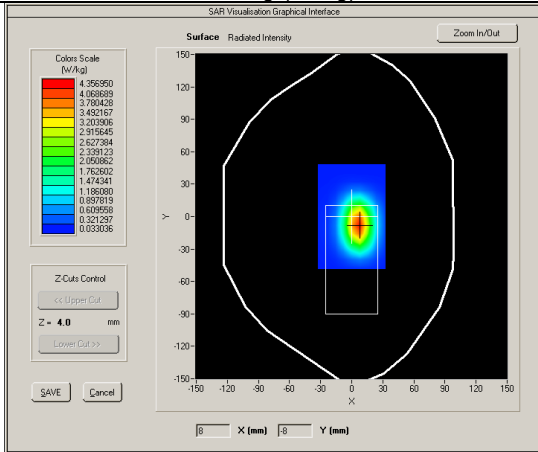 SAR Visualisation Graphical Interface
Surface Radiated Intensity
Zoom In/Out
Colors Scale
(W/kg)
4.356950
4.068689
3.780428
3.492167
3.203906
2.915645
2.627384
2.339123
2.050862
1.762602
1.474341
1.186080
0.897819
0.609558
0.321297
0.033036
Z-Cuts Control
<< Upper Cut
Z = 4.0 mm
Lower Cut >>
SAVE Cancel
150-
120-
90-
60-
30-
0-
-30-
-60-
-90-
-120-
-150-
Y
-150 -120 -90 -60 -30 0 30 60 90 120 150
X
8 X (mm) -8 Y (mm)